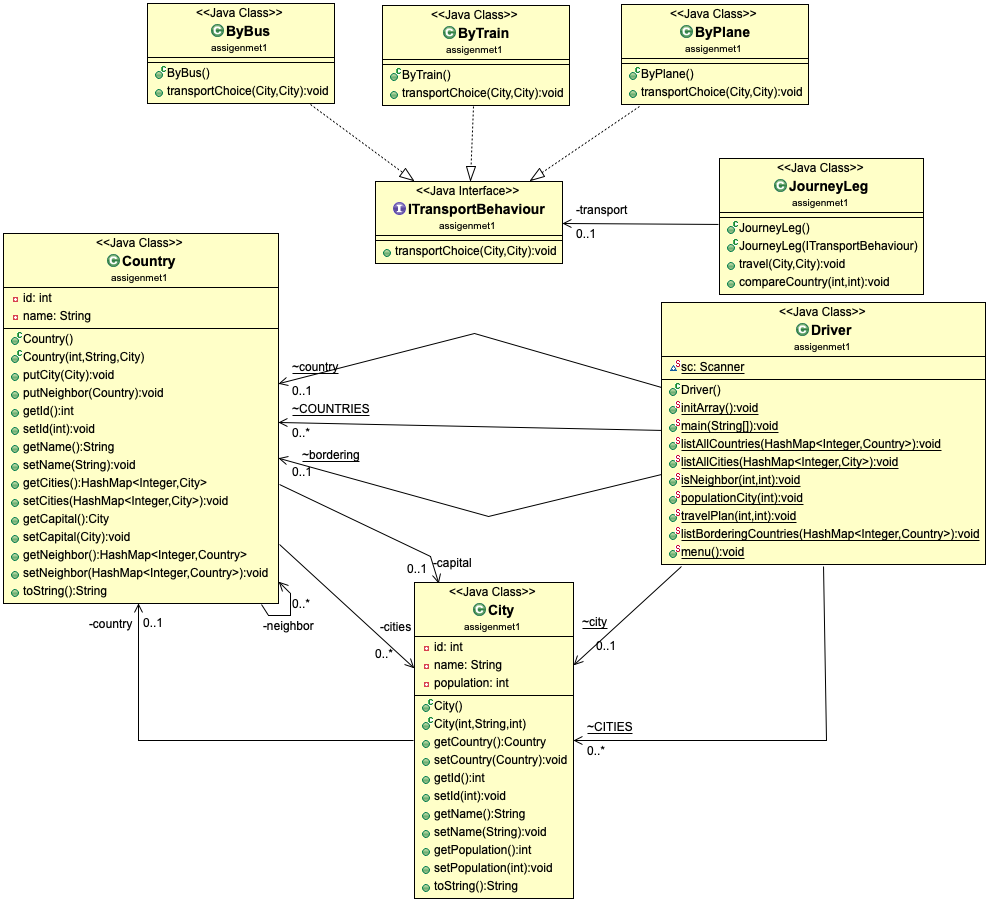 <<Java Class>>
ByBus
assigenmet1
ByBus()
transportChoice(City,City):void
<<Java Class>>
ByTrain
assigenmet1
ByTrain()
transportChoice(City,City):void
<<Java Class>>
ByPlane
assigenmet1
ByPlane()
transportChoice(City,City):void
<<Java Interface>>
ITransportBehaviour
assigenmet1
transportChoice(City,City):void
-transport
0..1
<<Java Class>>
JourneyLeg
assigenmet1
JourneyLeg()
JourneyLeg(ITransportBehaviour)
travel(City,City):void
compareCountry(int,int):void
<<Java Class>>
Country
assigenmet1
id: int
name: String
Country()
Country(int,String,City)
putCity(City):void
putNeighbor(Country):void
getId():int
setId(int):void
getName():String
setName(String):void
getCities():HashMap<Integer,City>
setCities(HashMap<Integer,City>):void
getCapital():City
setCapital(City):void
getNeighbor():HashMap<Integer,Country>
setNeighbor(HashMap<Integer,Country>):void
toString():String
~country
0..1
~COUNTRIES
0..*
~bordering
0..1
<<Java Class>>
Driver
assigenmet1
sc: Scanner
Driver()
initArray():void
main(String[]):void
listAllCountries(HashMap<Integer,Country>):void
listAllCities(HashMap<Integer,City>):void
isNeighbor(int,int):void
populationCity(int):void
travelPlan(int,int):void
listBorderingCountries(HashMap<Integer,Country>):void
menu():void
-capital
0..1
0..*
-neighbor
-country
0..1
-cities
0..*
~city
0..1
~CITIES
0..*
<<Java Class>>
City
assigenmet1
id: int
name: String
population: int
City()
City(int,String,int)
getCountry():Country
setCountry(Country):void
getId():int
setId(int):void
getName():String
setName(String):void
getPopulation():int
setPopulation(int):void
toString():String